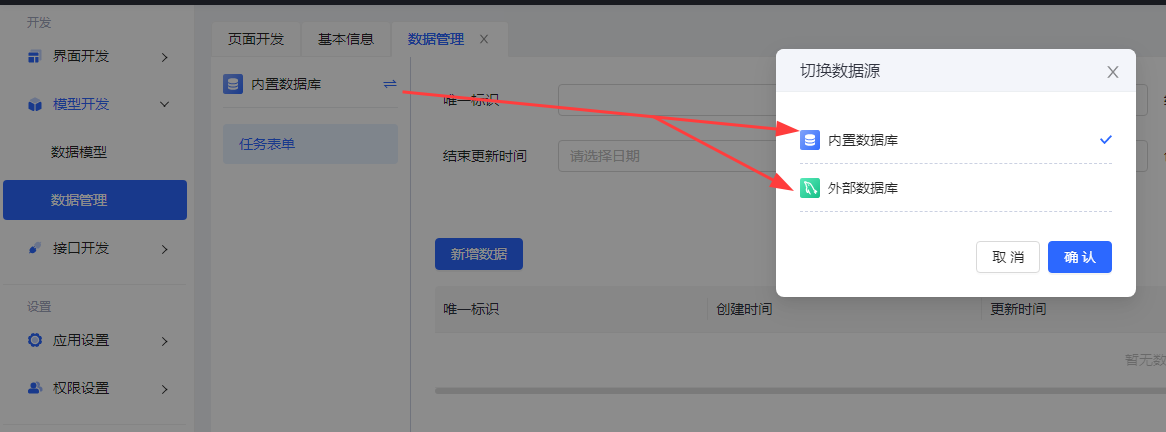 开发
界面开发
模型开发
数据模型
数据管理
接口开发
设置
应用设置
权限设置
页面开发
基本信息
数据管理
内置数据库
任务表单
唯一标识
结束更新时间
请选择日期
新增数据
唯一标识
创建时间
更新时间
暂无数
切换数据源
内置数据库
外部数据库
取 消
确 认